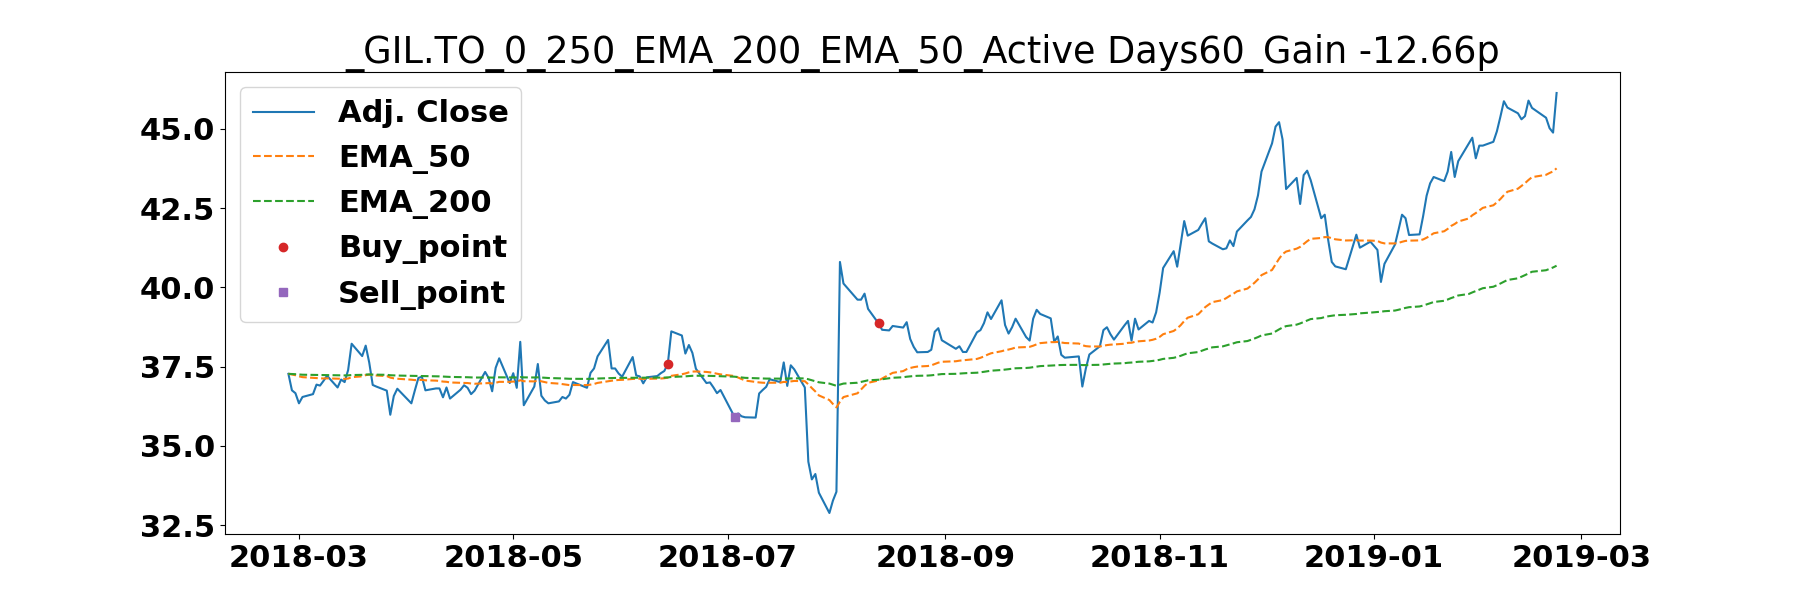 _GIL.TO_0_250_EMA_200_EMA_50_Active Days60_Gain -12.66p
Adj. Close
EMA_50
EMA_200
Buy_point
Sell_point
45.0
42.5
40.0
37.5
35.0
32.5
2018-03 2018-05 2018-07 2018-09 2018-11 2019-01 2019-03